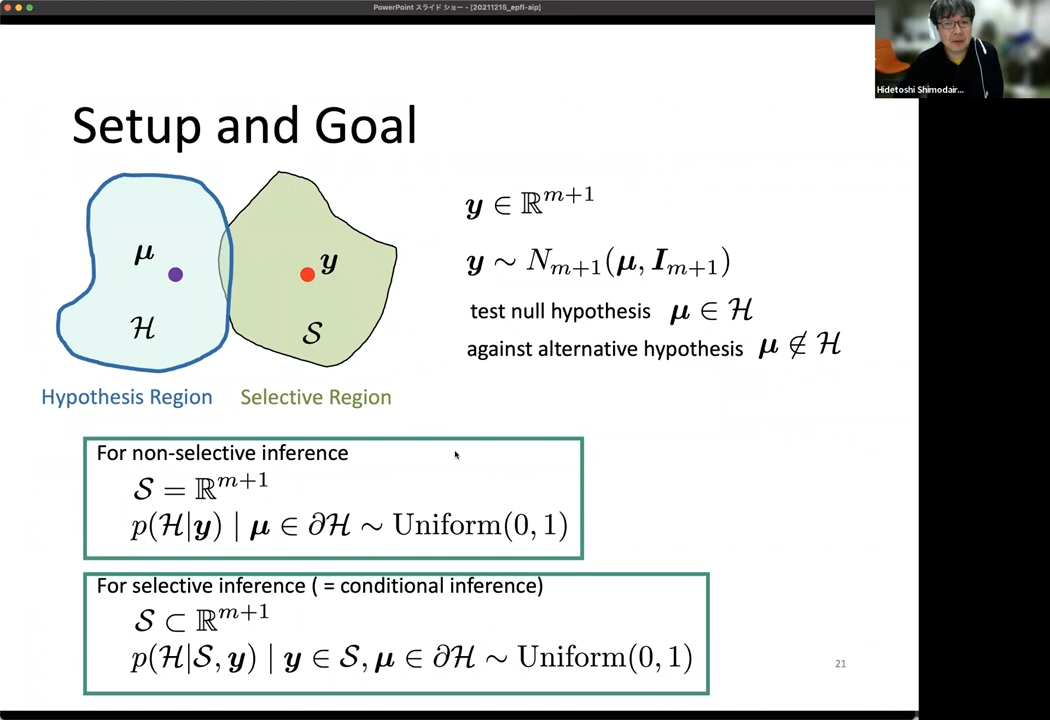 PowerPoint スライド ショー - [20211215_epfl-aip]
Hidetoshi Shimodair...
Setup and Goal
μ
y
H
S
Hypothesis Region
Selective Region
y ∈ ℝ^{m+1}
y ∼ N_{m+1}(μ, I_{m+1})
test null hypothesis μ ∈ H
against alternative hypothesis μ ∉ H
For non-selective inference
S = ℝ^{m+1}
p(H|y) | μ ∈ ∂H ∼ Uniform(0, 1)
For selective inference ( = conditional inference)
S ⊂ ℝ^{m+1}
p(H|S, y) | y ∈ S, μ ∈ ∂H ∼ Uniform(0, 1)
21